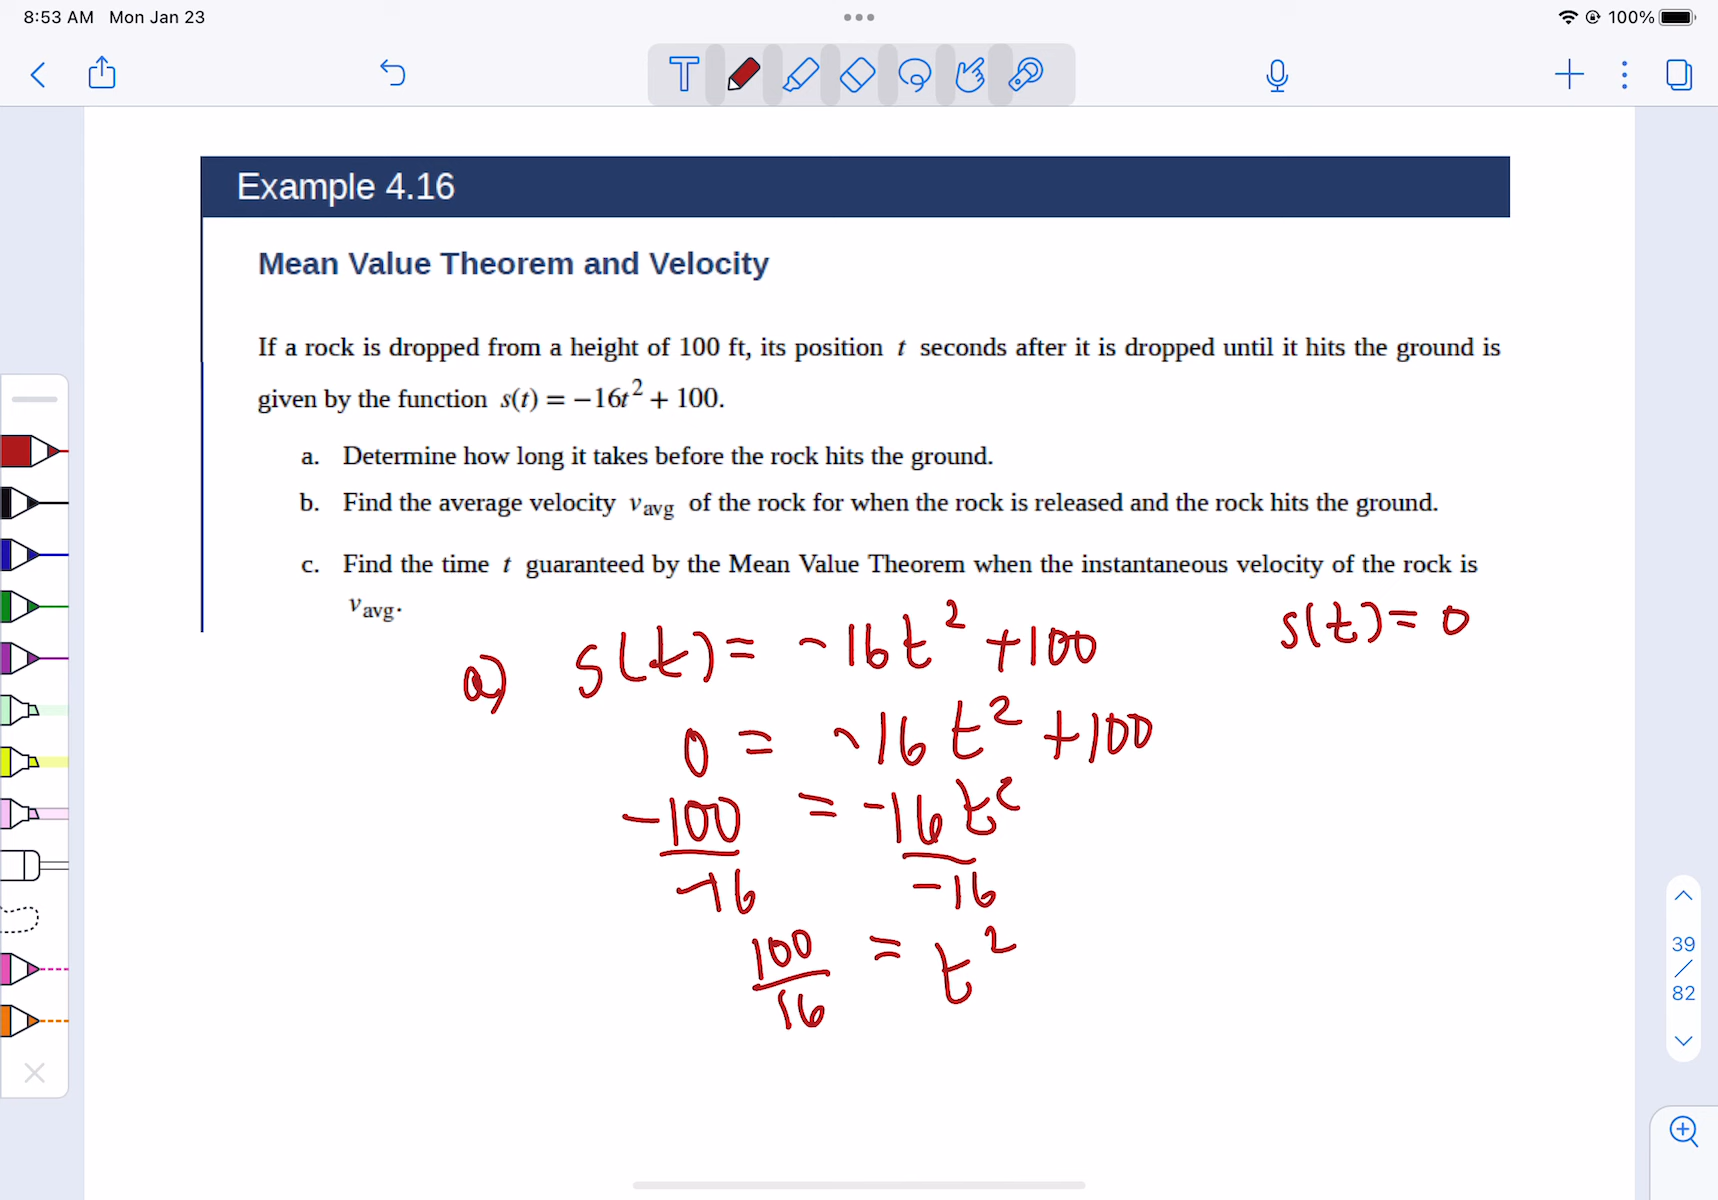 8:53 AM Mon Jan 23
100%
Example 4.16
Mean Value Theorem and Velocity
If a rock is dropped from a height of 100 ft, its position t seconds after it is dropped until it hits the ground is
given by the function s(t) = −16t² + 100.
a. Determine how long it takes before the rock hits the ground.
b. Find the average velocity v_avg of the rock for when the rock is released and the rock hits the ground.
c. Find the time t guaranteed by the Mean Value Theorem when the instantaneous velocity of the rock is
v_avg.
s(t) = 0
a) s(t) = -16t² +100
0 = -16t² +100
-100 = -16t²
-16 -16
100/16 = t²
39
/
82